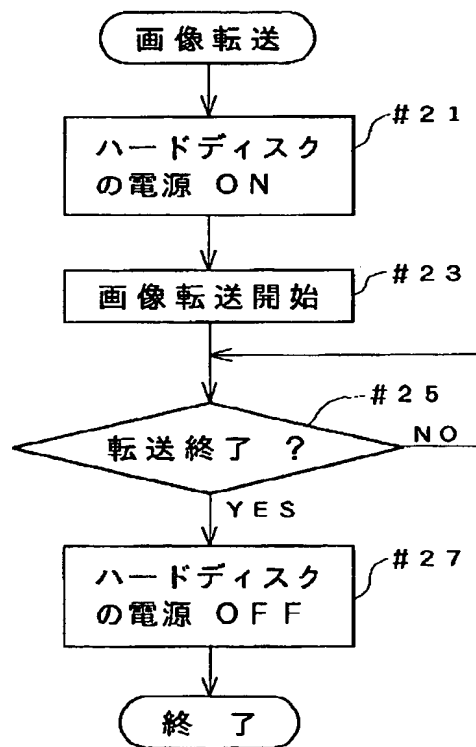 画像転送
#21
ハードディスク
の電源 ON
#23
画像転送開始
#25
転送終了 ?
NO
YES
#27
ハードディスク
の電源 OFF
終 了